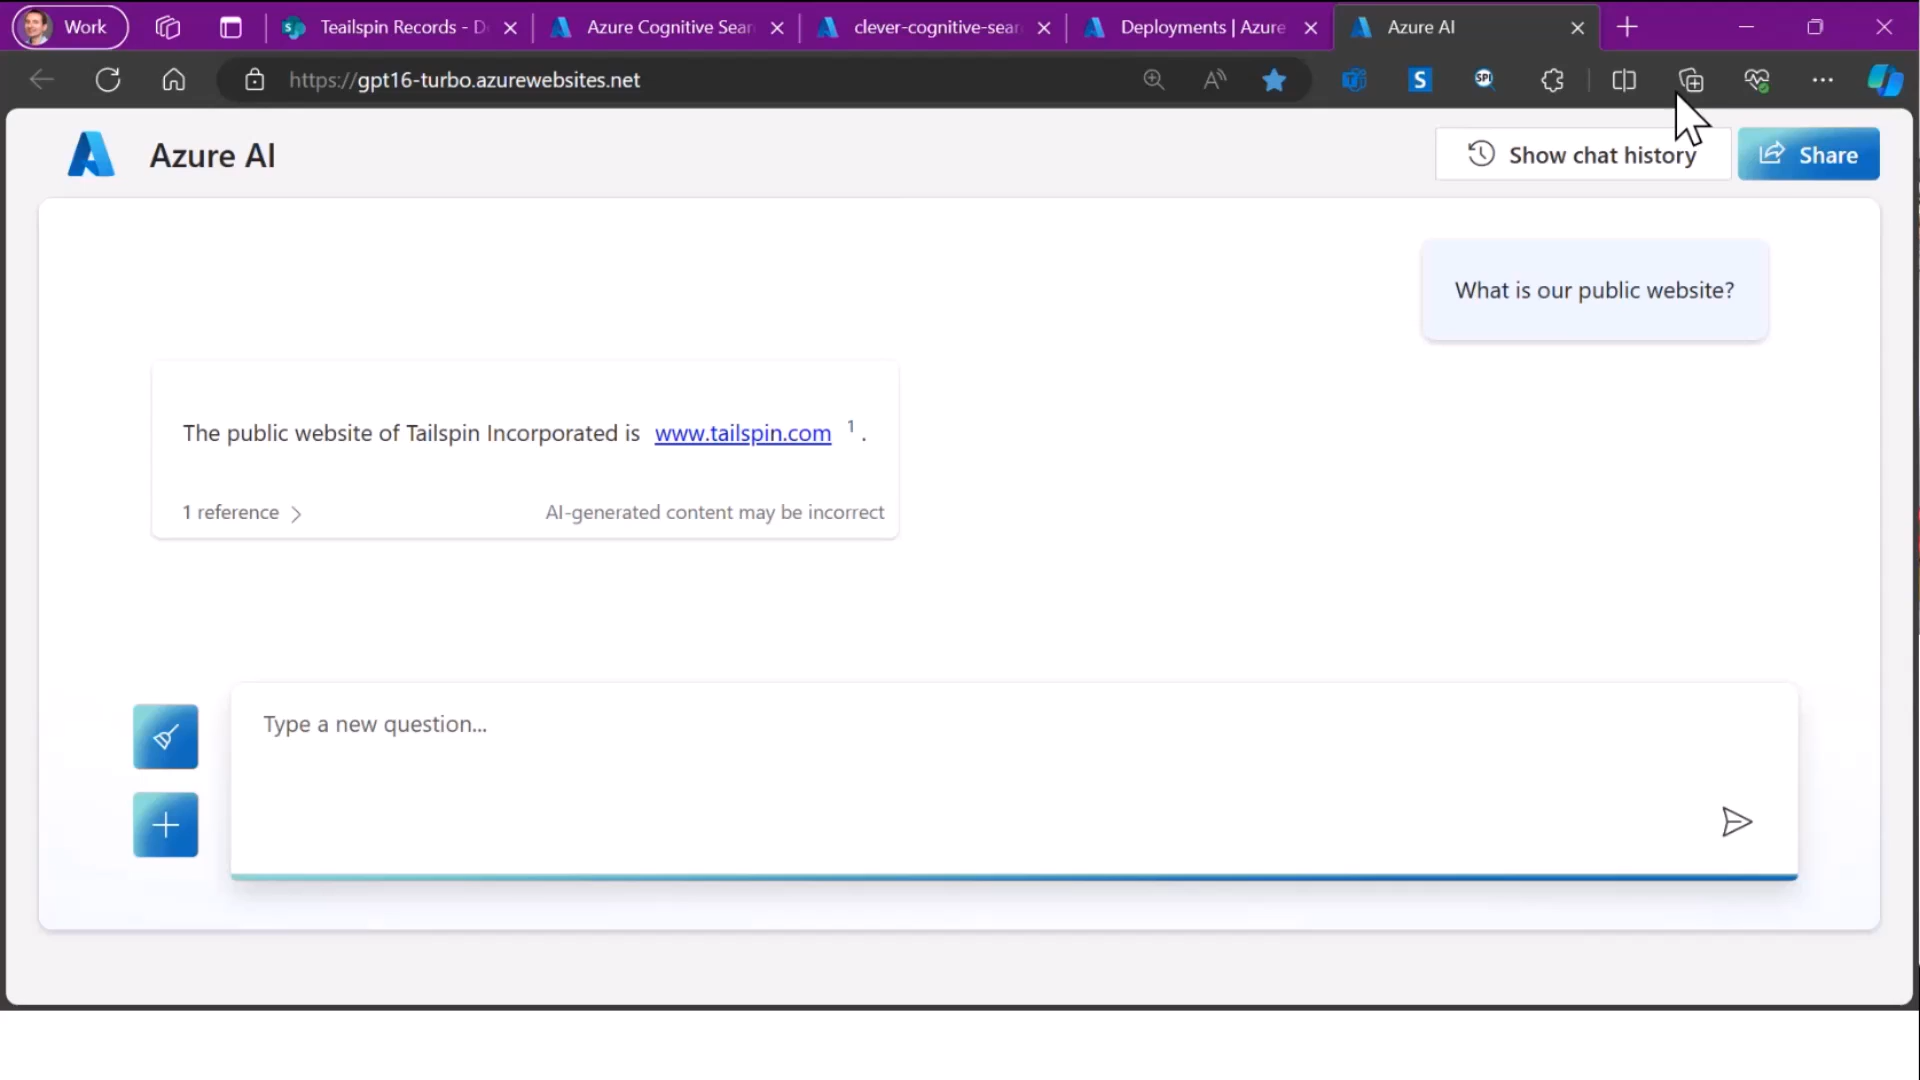 Work
Teailspin Records - D
Azure Cognitive Sear
clever-cognitive-sear
Deployments | Azure
Azure AI
https://gpt16-turbo.azurewebsites.net
Azure AI
Show chat history
Share
What is our public website?
The public website of Tailspin Incorporated is www.tailspin.com 1 .
1 reference
AI-generated content may be incorrect
Type a new question...